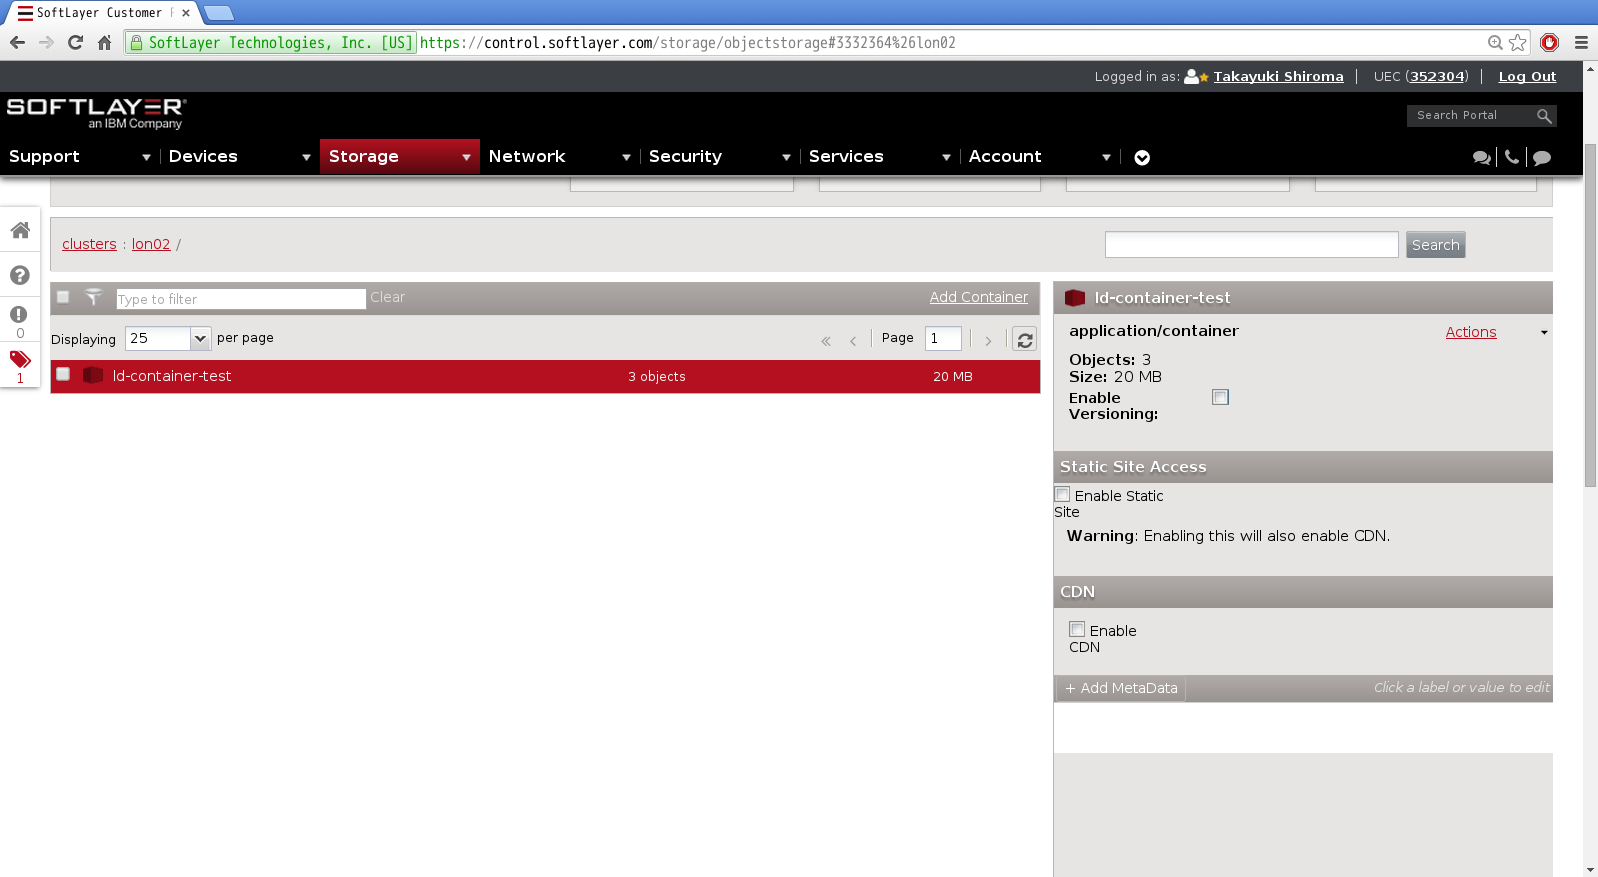 SoftLayer Customer
SoftLayer Technologies, Inc. [US] https://control.softlayer.com/storage/objectstorage#3332364%26lon02
Logged in as: Takayuki Shiroma | UEC (352304) | Log Out
SOFTLAYER®
an IBM Company
Search Portal
Support Devices Storage Network Security Services Account
clusters : lon02 /
Search
Type to filter Clear Add Container
Displaying 25 per page « ‹ Page 1 ›
ld-container-test 3 objects 20 MB
0
1
ld-container-test
application/container Actions
Objects: 3
Size: 20 MB
Enable
Versioning:
Static Site Access
Enable Static
Site
Warning: Enabling this will also enable CDN.
CDN
Enable
CDN
+ Add MetaData Click a label or value to edit